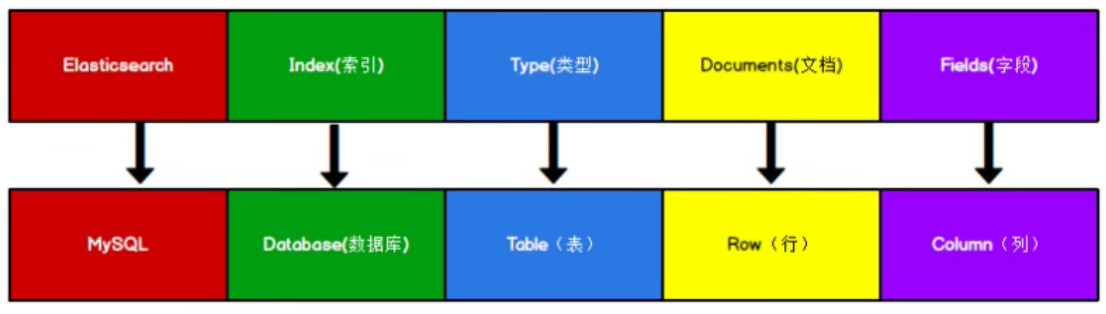 Elasticsearch
Index(索引)
Type(类型)
Documents(文档)
Fields(字段)
MySQL
Database(数据库)
Table（表）
Row（行）
Column（列）